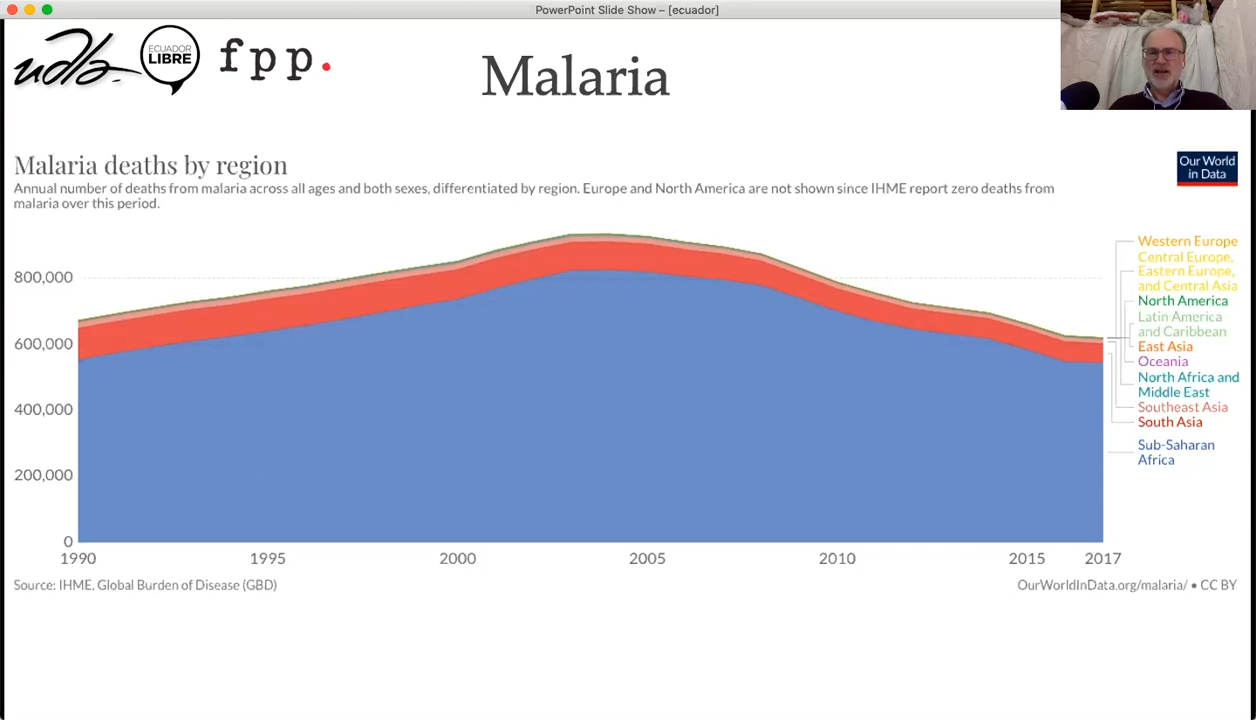 PowerPoint Slide Show – [ecuador]
udla-
ECUADOR
LIBRE
fpp.
Malaria
Malaria deaths by region
Annual number of deaths from malaria across all ages and both sexes, differentiated by region. Europe and North America are not shown since IHME report zero deaths from
malaria over this period.
Our World
in Data
800,000
600,000
400,000
200,000
0
1990
1995
2000
2005
2010
2015
2017
Western Europe
Central Europe,
Eastern Europe,
and Central Asia
North America
Latin America
and Caribbean
East Asia
Oceania
North Africa and
Middle East
Southeast Asia
South Asia
Sub-Saharan
Africa
Source: IHME, Global Burden of Disease (GBD)
OurWorldInData.org/malaria/ • CC BY